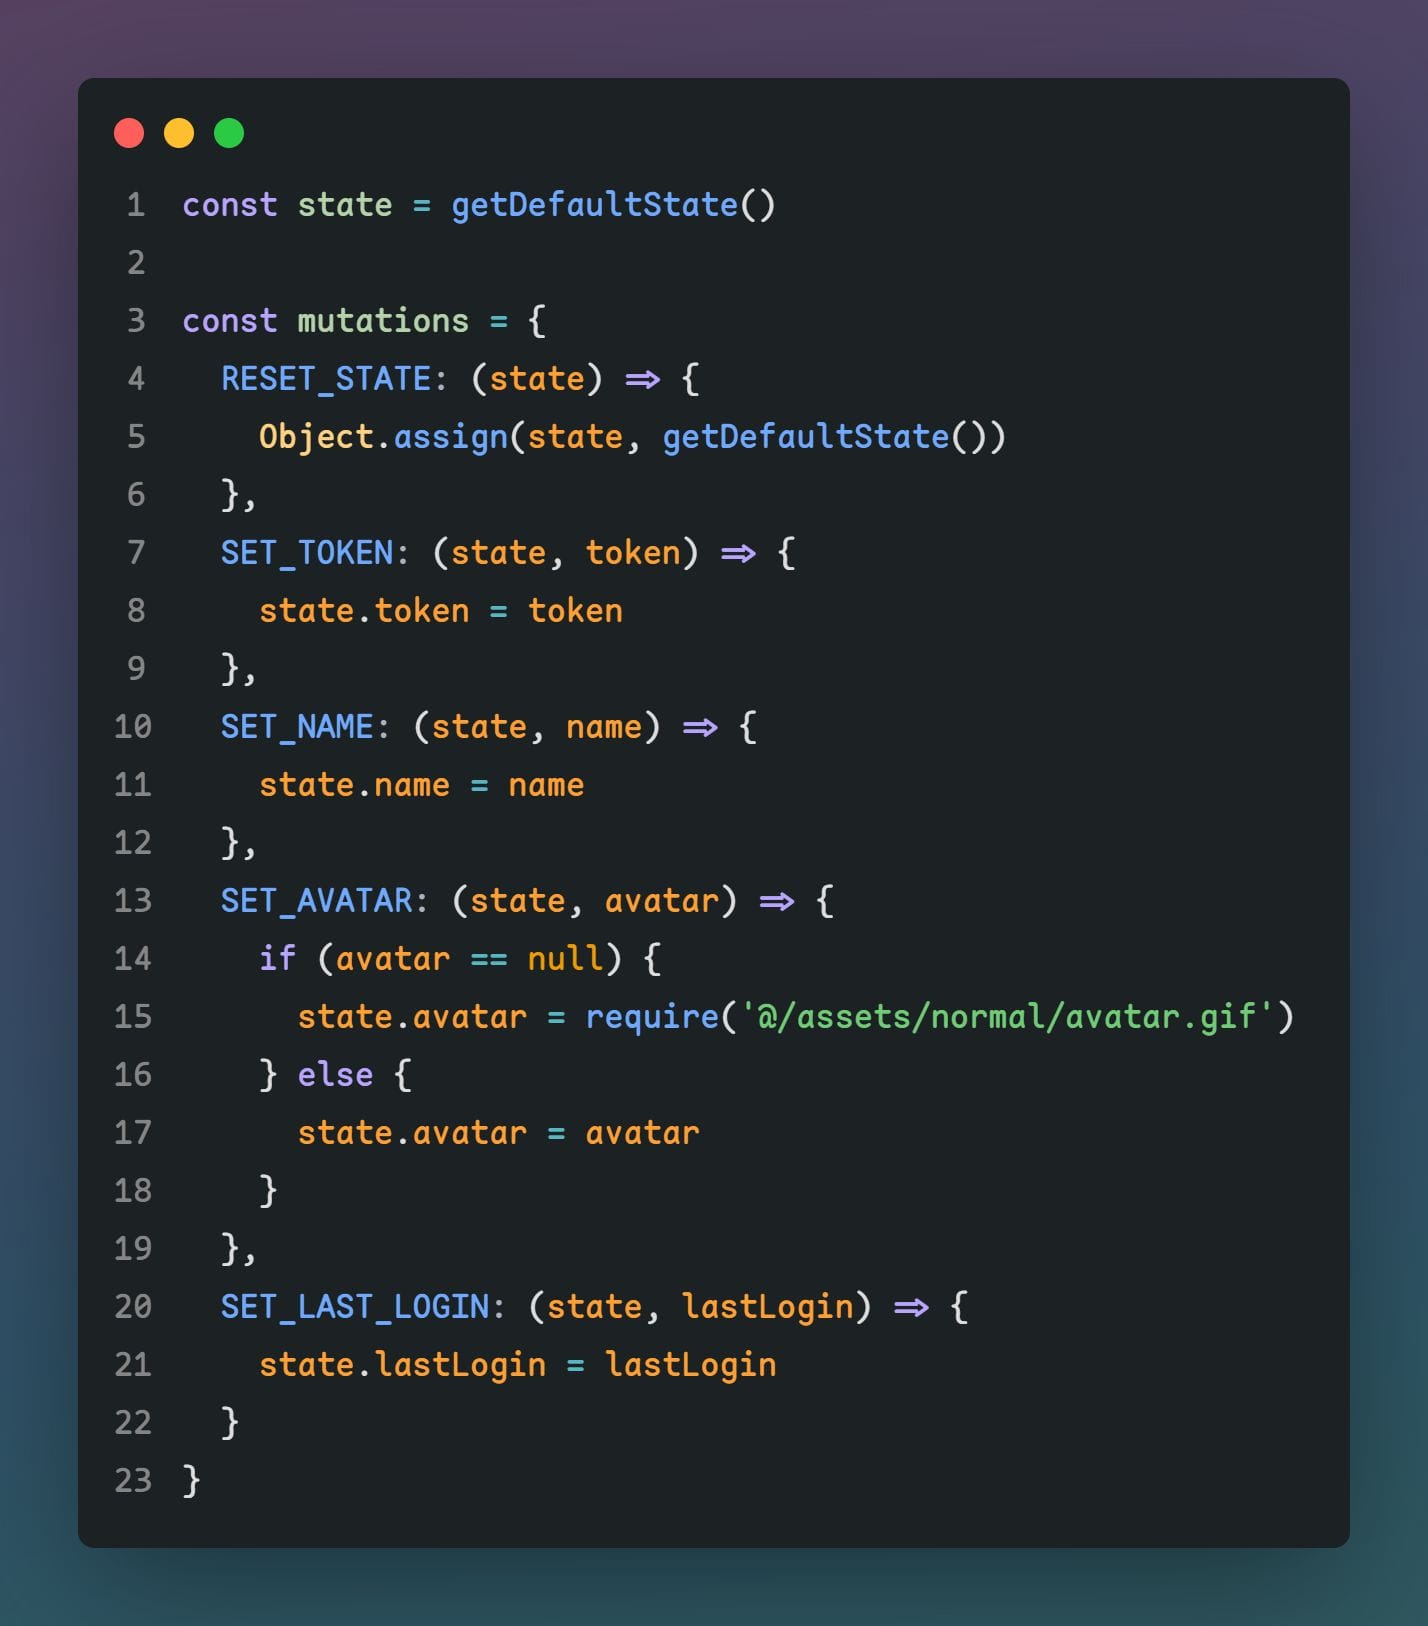 1 const state = getDefaultState()
2
3 const mutations = {
4   RESET_STATE: (state) => {
5     Object.assign(state, getDefaultState())
6   },
7   SET_TOKEN: (state, token) => {
8     state.token = token
9   },
10   SET_NAME: (state, name) => {
11     state.name = name
12   },
13   SET_AVATAR: (state, avatar) => {
14     if (avatar == null) {
15       state.avatar = require('@/assets/normal/avatar.gif')
16     } else {
17       state.avatar = avatar
18     }
19   },
20   SET_LAST_LOGIN: (state, lastLogin) => {
21     state.lastLogin = lastLogin
22   }
23 }